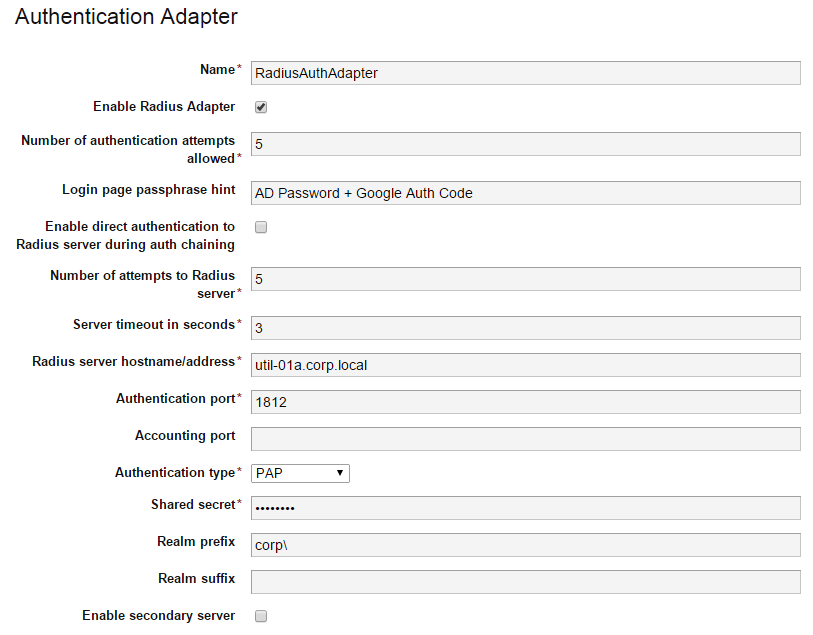 Authentication Adapter
Name* RadiusAuthAdapter
Enable Radius Adapter
Number of authentication attempts
allowed* 5
Login page passphrase hint AD Password + Google Auth Code
Enable direct authentication to
Radius server during auth chaining
Number of attempts to Radius
server* 5
Server timeout in seconds* 3
Radius server hostname/address* util-01a.corp.local
Authentication port* 1812
Accounting port
Authentication type* PAP
Shared secret* ••••••••
Realm prefix corp\
Realm suffix
Enable secondary server